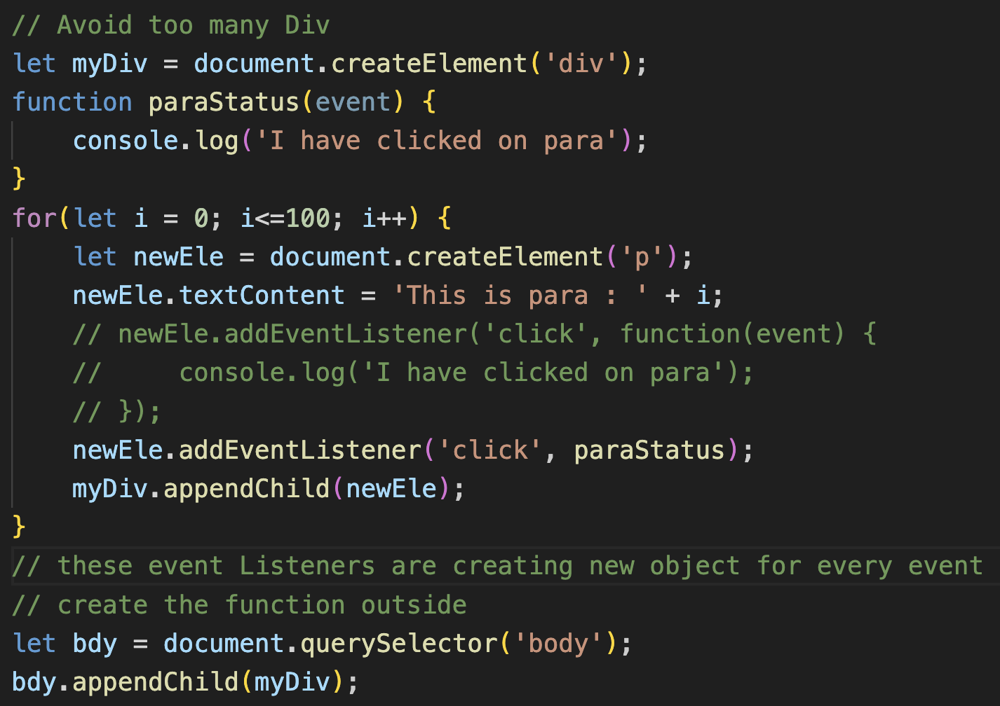 // Avoid too many Div
let myDiv = document.createElement('div');
function paraStatus(event) {
    console.log('I have clicked on para');
}
for(let i = 0; i<=100; i++) {
    let newEle = document.createElement('p');
    newEle.textContent = 'This is para : ' + i;
    // newEle.addEventListener('click', function(event) {
    //     console.log('I have clicked on para');
    // });
    newEle.addEventListener('click', paraStatus);
    myDiv.appendChild(newEle);
}
// these event Listeners are creating new object for every event
// create the function outside
let bdy = document.querySelector('body');
bdy.appendChild(myDiv);